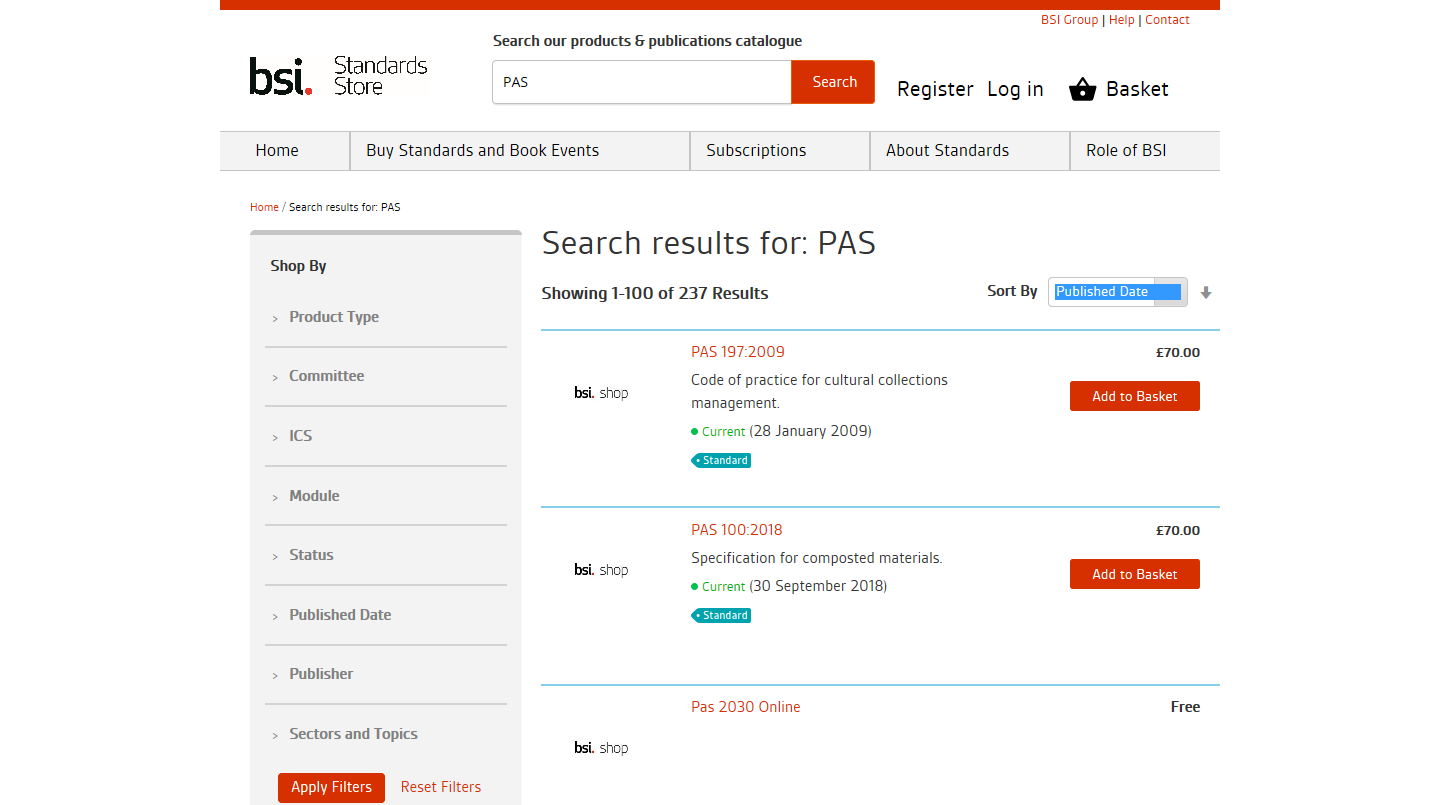 BSI Group | Help | Contact
Search our products & publications catalogue
bsi. Standards
Store
PAS
Search
Register
Log in
Basket
Home
Buy Standards and Book Events
Subscriptions
About Standards
Role of BSI
Home / Search results for: PAS
Shop By
> Product Type
> Committee
> ICS
> Module
> Status
> Published Date
> Publisher
> Sectors and Topics
Apply Filters
Reset Filters
Search results for: PAS
Showing 1-100 of 237 Results
Sort By
Published Date
bsi. shop
PAS 197:2009
£70.00
Code of practice for cultural collections
management.
Add to Basket
Current (28 January 2009)
Standard
bsi. shop
PAS 100:2018
£70.00
Specification for composted materials.
Add to Basket
Current (30 September 2018)
Standard
bsi. shop
Pas 2030 Online
Free